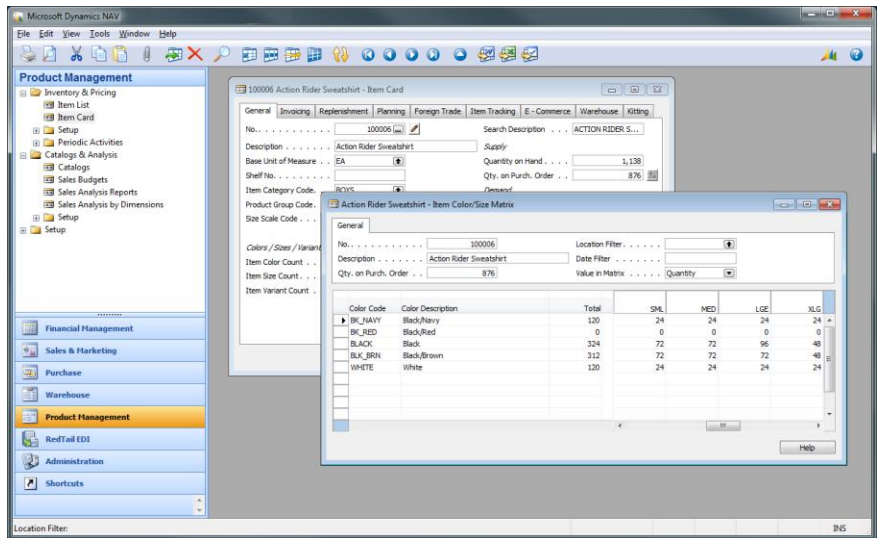 Microsoft Dynamics NAV
File Edit View Tools Window Help
Product Management
Inventory & Pricing
Item List
Item Card
Setup
Periodic Activities
Catalogs & Analysis
Catalogs
Sales Budgets
Sales Analysis Reports
Sales Analysis by Dimensions
Setup
Setup
Financial Management
Sales & Marketing
Purchase
Warehouse
Product Management
RedTail EDI
Administration
Shortcuts
100006 Action Rider Sweatshirt - Item Card
General Invoicing Replenishment Planning Foreign Trade Item Tracking E - Commerce Warehouse Kitting
No. . . . . . . . . . . . 100006 Search Description . . . ACTION RIDER S...
Description . . . . . . . Action Rider Sweatshirt Supply
Base Unit of Measure . . EA Quantity on Hand . . . . 1,138
Shelf No. . . . . . . . . Qty. on Purch. Order . . 876
Item Category Code. . BOYS Demand
Product Group Code.
Size Scale Code . . .
Colors / Sizes / Variant
Item Color Count . .
Item Size Count . . .
Item Variant Count .
Action Rider Sweatshirt - Item Color/Size Matrix
General
No. . . . . . . . . . . . 100006 Location Filter. . . . . .
Description . . . . . . . Action Rider Sweatshirt Date Filter . . . . . . .
Qty. on Purch. Order . . 876 Value in Matrix . . . . . Quantity
Color Code Color Description Total SML MED LGE XLG
BK_NAVY Black/Navy 120 24 24 24 24
BK_RED Black/Red 0 0 0 0 0
BLACK Black 324 72 72 96 48
BLK_BRN Black/Brown 312 72 72 72 48
WHITE White 120 24 24 24 24
Help
Location Filter: INS